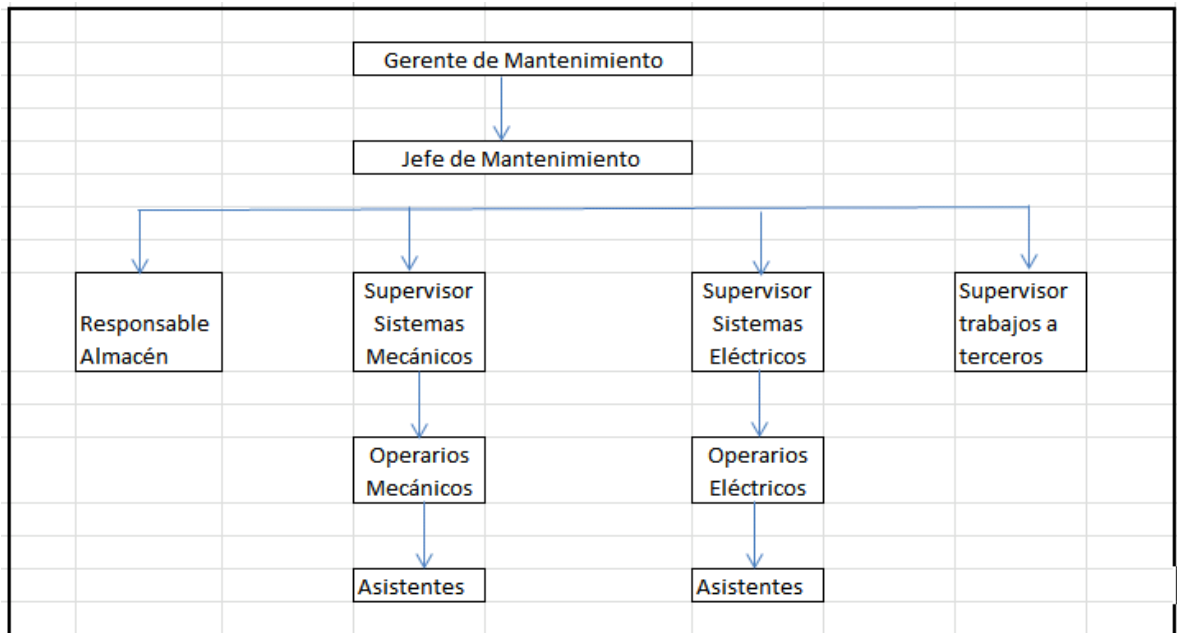 Gerente de Mantenimiento
Jefe de Mantenimiento
Responsable
Almacén
Supervisor
Sistemas
Mecánicos
Supervisor
Sistemas
Eléctricos
Supervisor
trabajos a
terceros
Operarios
Mecánicos
Operarios
Eléctricos
Asistentes
Asistentes